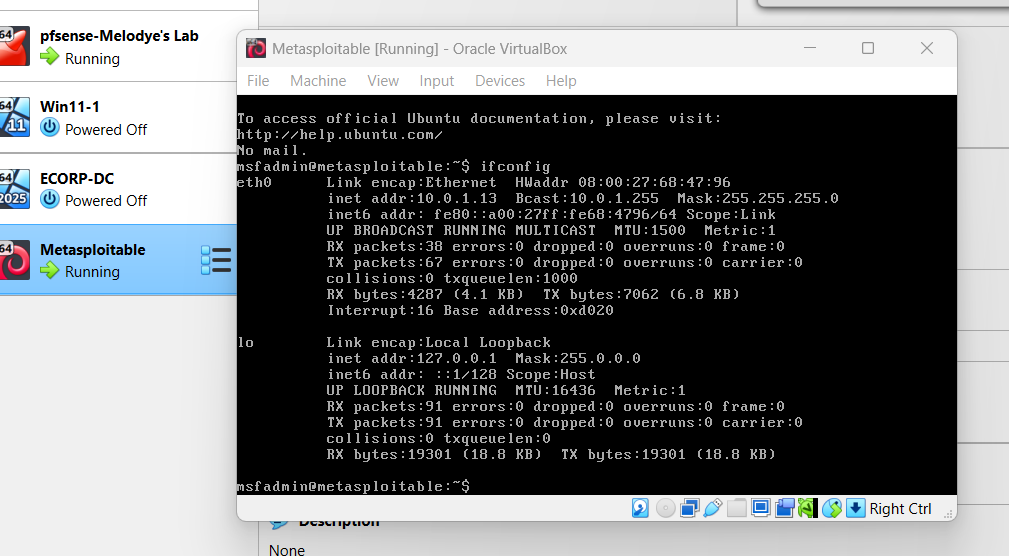 64
pfsense-Melodye's Lab
Running
64
11
Win11-1
Powered Off
64
2025
ECORP-DC
Powered Off
64
Metasploitable
Running
Metasploitable [Running] - Oracle VirtualBox
File Machine View Input Devices Help
To access official Ubuntu documentation, please visit:
http://help.ubuntu.com/
No mail.
msfadmin@metasploitable:~$ ifconfig
eth0 Link encap:Ethernet HWaddr 08:00:27:68:47:96
inet addr:10.0.1.13 Bcast:10.0.1.255 Mask:255.255.255.0
inet6 addr: fe80::a00:27ff:fe68:4796/64 Scope:Link
UP BROADCAST RUNNING MULTICAST MTU:1500 Metric:1
RX packets:38 errors:0 dropped:0 overruns:0 frame:0
TX packets:67 errors:0 dropped:0 overruns:0 carrier:0
collisions:0 txqueuelen:1000
RX bytes:4287 (4.1 KB) TX bytes:7062 (6.8 KB)
Interrupt:16 Base address:0xd020
lo Link encap:Local Loopback
inet addr:127.0.0.1 Mask:255.0.0.0
inet6 addr: ::1/128 Scope:Host
UP LOOPBACK RUNNING MTU:16436 Metric:1
RX packets:91 errors:0 dropped:0 overruns:0 frame:0
TX packets:91 errors:0 dropped:0 overruns:0 carrier:0
collisions:0 txqueuelen:0
RX bytes:19301 (18.8 KB) TX bytes:19301 (18.8 KB)
msfadmin@metasploitable:~$
Right Ctrl
Description
None